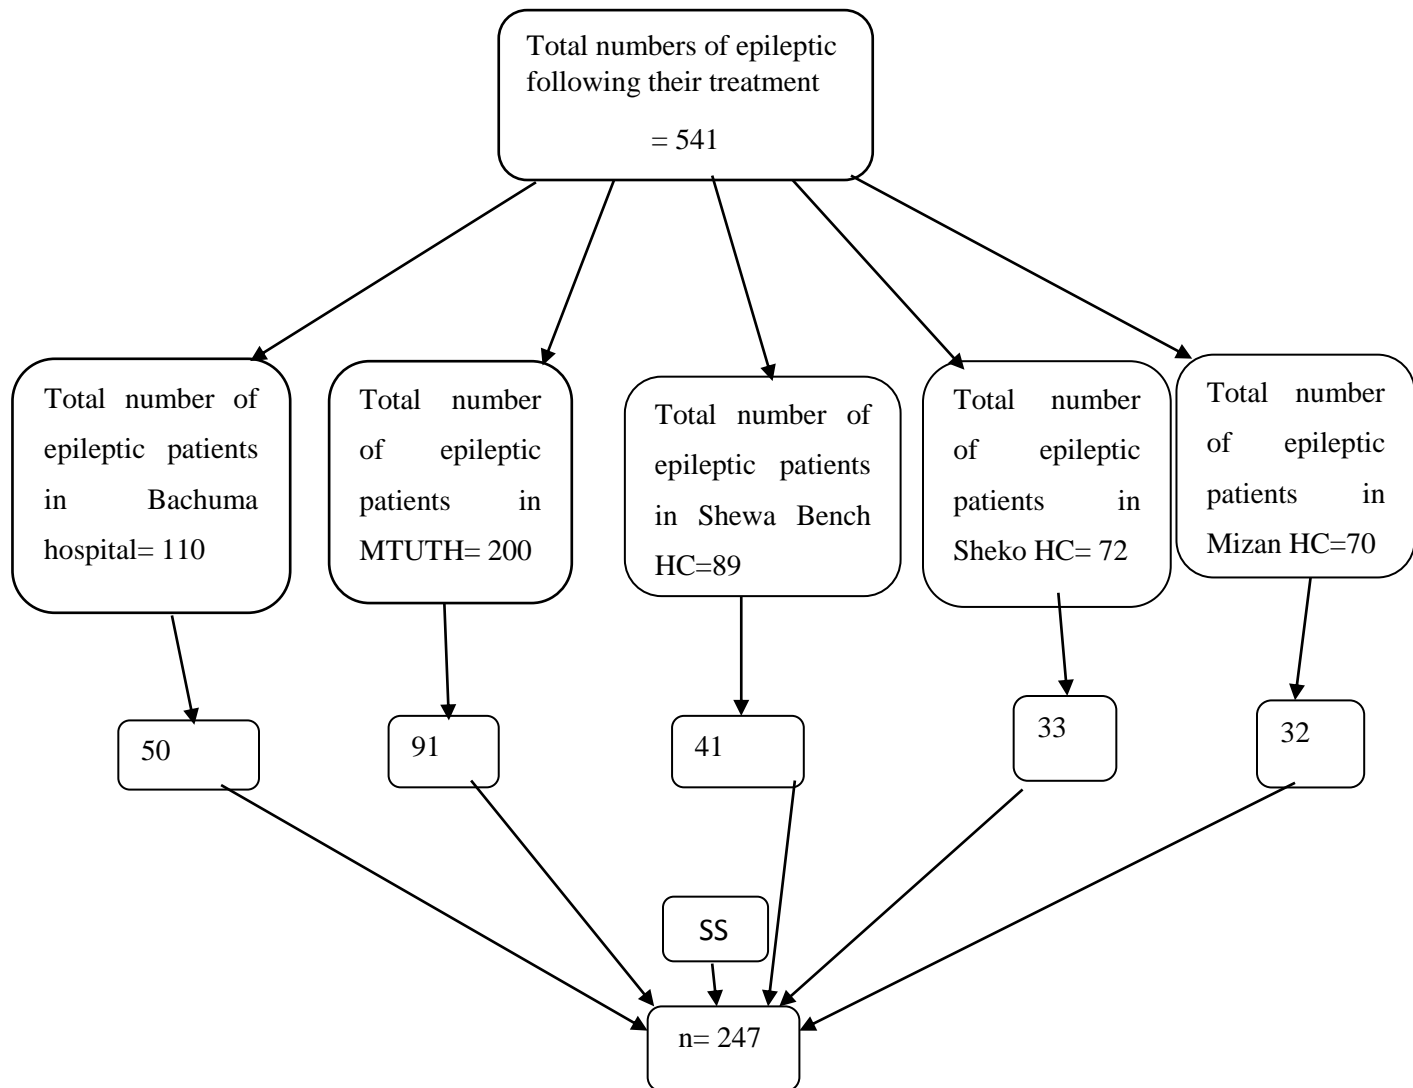 Total numbers of epileptic
following their treatment
= 541
Total number of
epileptic patients
in Bachuma
hospital= 110
Total number
of epileptic
patients in
MTUTH= 200
Total number of
epileptic patients
in Shewa Bench
HC=89
Total number
of epileptic
patients in
Sheko HC= 72
Total number
of epileptic
patients in
Mizan HC=70
50
91
41
33
32
SS
n= 247